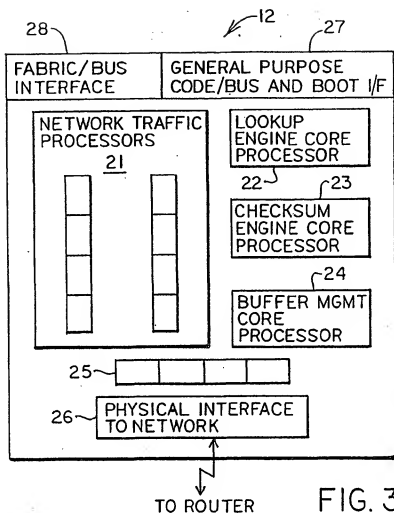 12
28
27
FABRIC/BUS
INTERFACE
GENERAL PURPOSE
CODE/BUS AND BOOT I/F
NETWORK TRAFFIC
PROCESSORS
21
LOOKUP
ENGINE CORE
PROCESSOR
22
23
CHECKSUM
ENGINE CORE
PROCESSOR
24
BUFFER MGMT
CORE
PROCESSOR
25
26
PHYSICAL INTERFACE
TO NETWORK
TO ROUTER
FIG. 3